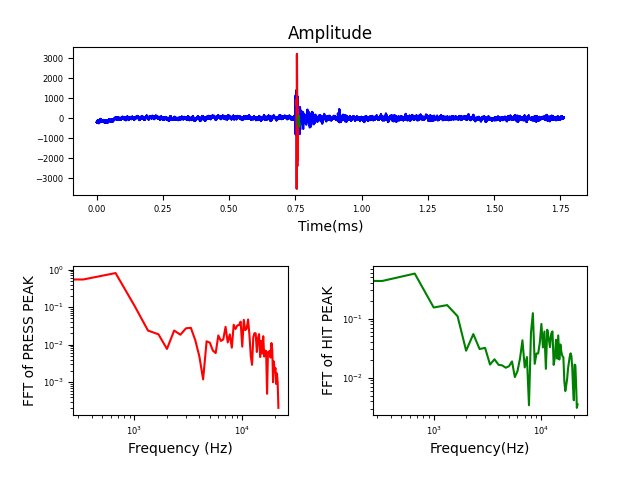 Amplitude
3000
2000
1000
0
−1000
−2000
−3000
0.00 0.25 0.50 0.75 1.00 1.25 1.50 1.75
Time(ms)
FFT of PRESS PEAK
10⁰
10⁻¹
10⁻²
10⁻³
10³ 10⁴
Frequency (Hz)
FFT of HIT PEAK
10⁻¹
10⁻²
10³ 10⁴
Frequency(Hz)